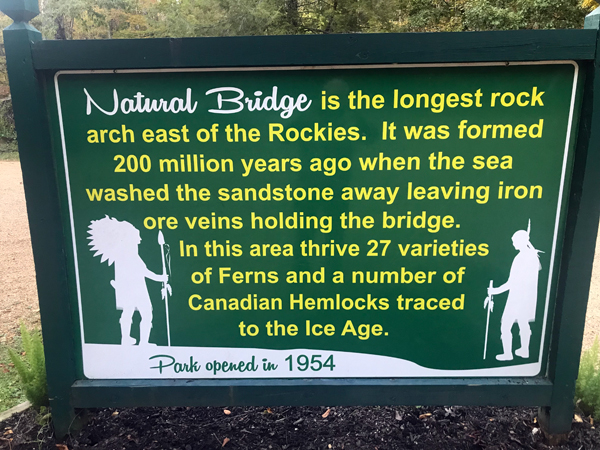 Natural Bridge is the longest rock
arch east of the Rockies. It was formed
200 million years ago when the sea
washed the sandstone away leaving iron
ore veins holding the bridge.
In this area thrive 27 varieties
of Ferns and a number of
Canadian Hemlocks traced
to the Ice Age.
Park opened in 1954